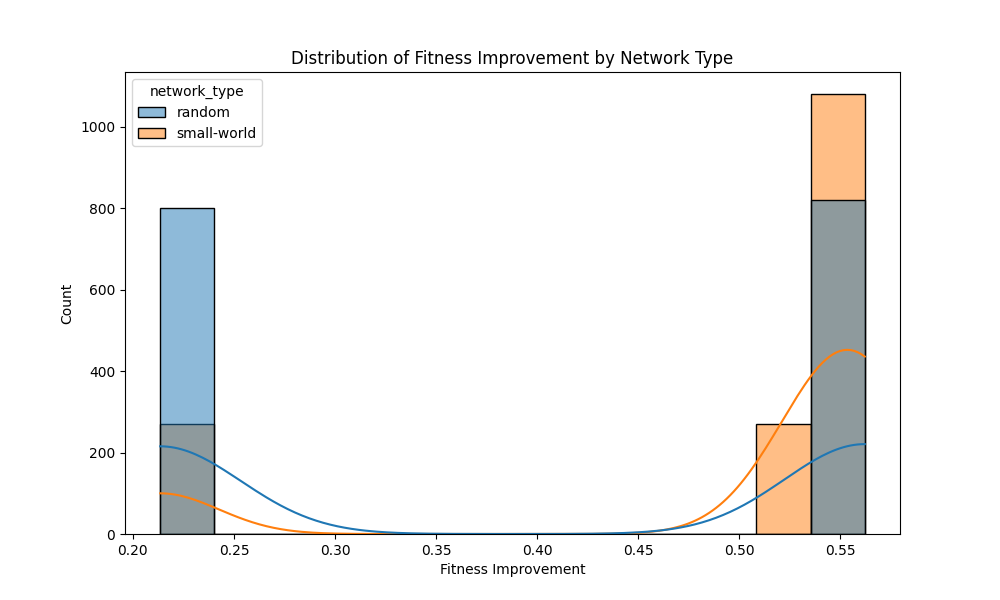 Distribution of Fitness Improvement by Network Type
network_type
random
small-world
1000
800
600
400
200
0
Count
0.20 0.25 0.30 0.35 0.40 0.45 0.50 0.55
Fitness Improvement